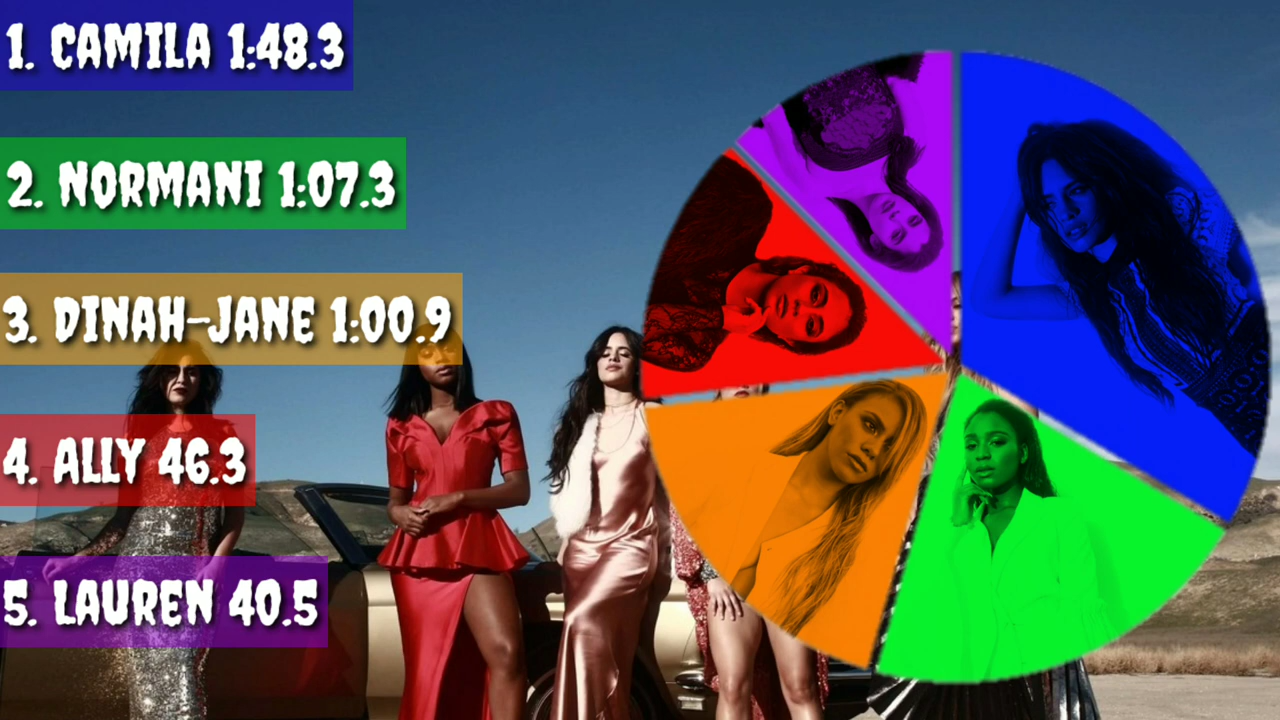 1. CAMILA 1:48.3
2. NORMANI 1:07.3
3. DINAH-JANE 1:00.9
4. ALLY 46.3
5. LAUREN 40.5